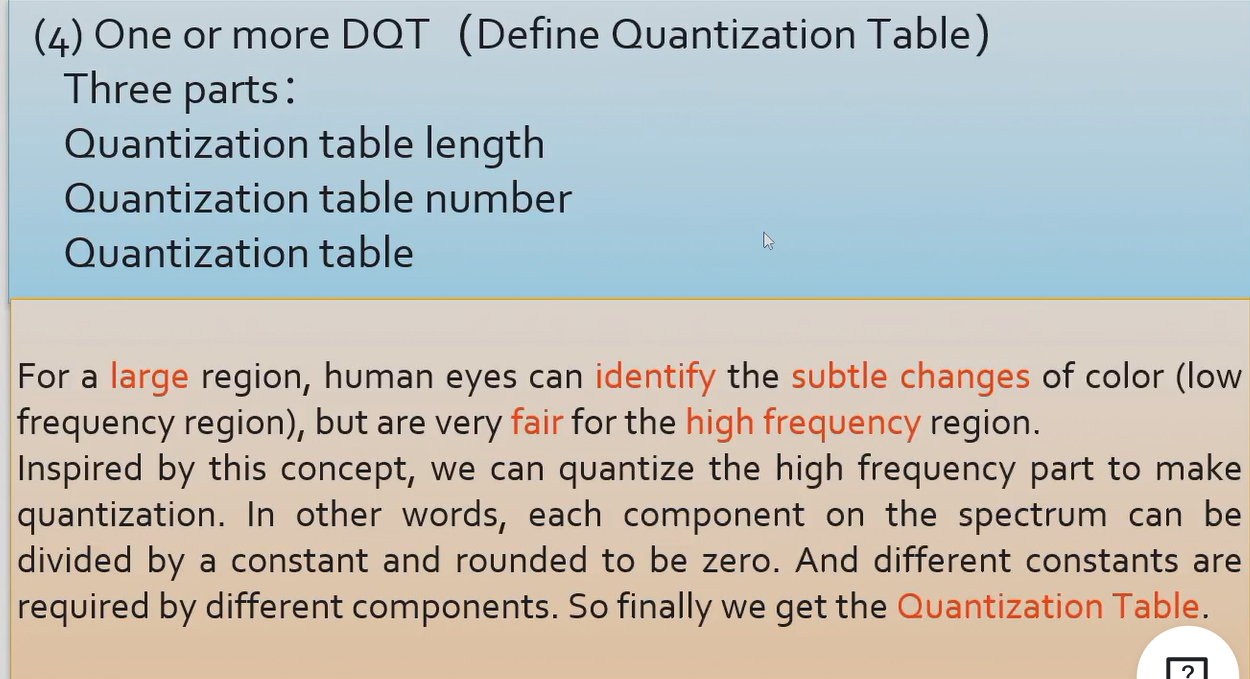 (4) One or more DQT （Define Quantization Table）
Three parts：
Quantization table length
Quantization table number
Quantization table
For a large region, human eyes can identify the subtle changes of color (low
frequency region), but are very fair for the high frequency region.
Inspired by this concept, we can quantize the high frequency part to make
quantization. In other words, each component on the spectrum can be
divided by a constant and rounded to be zero. And different constants are
required by different components. So finally we get the Quantization Table.
?